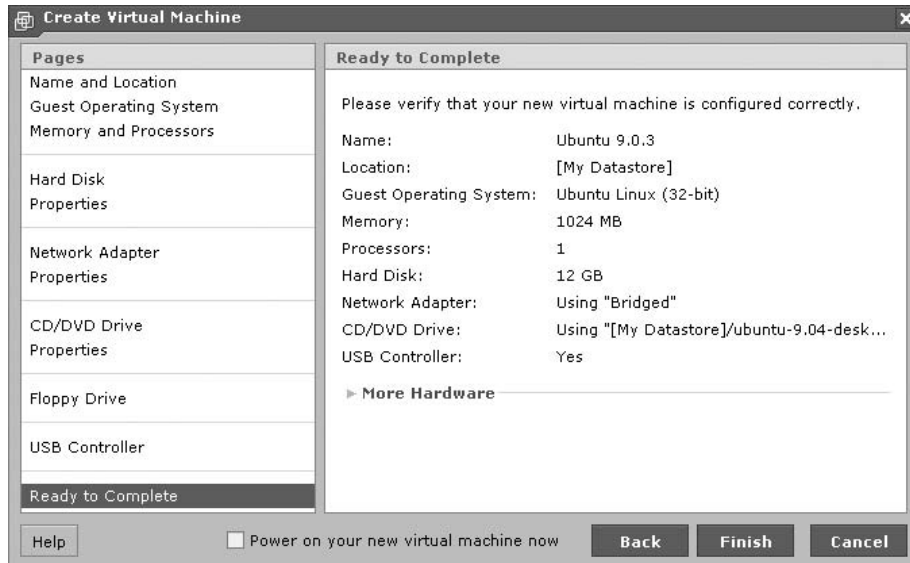 Create Virtual Machine
Pages
Name and Location
Guest Operating System
Memory and Processors
Hard Disk
Properties
Network Adapter
Properties
CD/DVD Drive
Properties
Floppy Drive
USB Controller
Ready to Complete
Ready to Complete
Please verify that your new virtual machine is configured correctly.
Name: Ubuntu 9.0.3
Location: [My Datastore]
Guest Operating System: Ubuntu Linux (32-bit)
Memory: 1024 MB
Processors: 1
Hard Disk: 12 GB
Network Adapter: Using "Bridged"
CD/DVD Drive: Using "[My Datastore]/ubuntu-9.04-desk...
USB Controller: Yes
More Hardware
Help
Power on your new virtual machine now
Back
Finish
Cancel